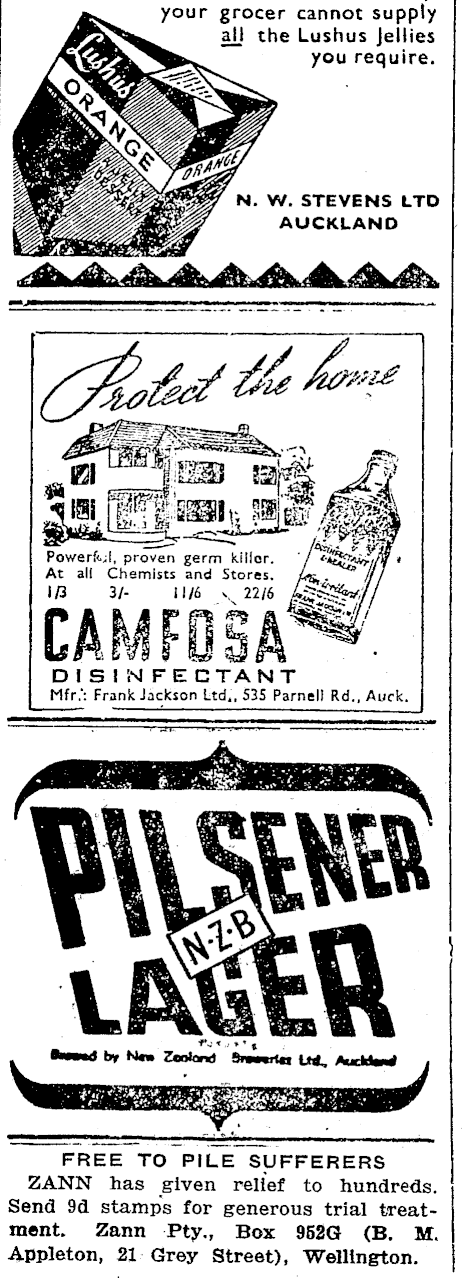 your grocer cannot supply
all the Lushus Jellies
you require.
Lushus
ORANGE
ORANGE
N. W. STEVENS LTD
AUCKLAND
Protect the home
Powerful, proven germ killer.
At all Chemists and Stores.
1/3 3/- 11/6 22/6
DISINFECTANT
& HEALER
Non irritant
CAMFOSA
DISINFECTANT
Mfr.: Frank Jackson Ltd., 535 Parnell Rd., Auck.
PILSENER
N·Z·B
LAGER
Brewed by New Zealand Breweries Ltd., Auckland
FREE TO PILE SUFFERERS
ZANN has given relief to hundreds.
Send 9d stamps for generous trial treat-
ment. Zann Pty., Box 952G (B. M.
Appleton, 21 Grey Street), Wellington.